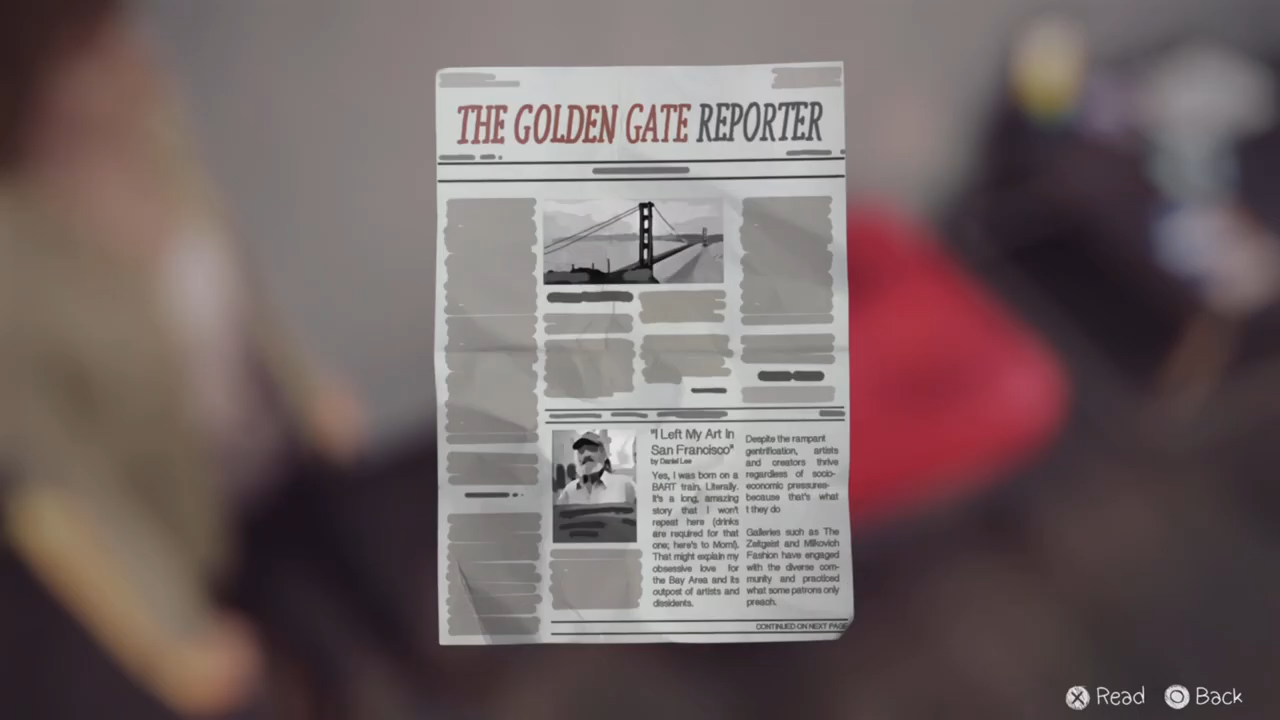 THE GOLDEN GATE REPORTER
"I Left My Art In
San Francisco"
by Daniel Lee
Yes, I was born on a
BART train. Literally.
It's a long, amazing
story that I won't
repeat here (drinks
are required for that
one; here's to Mom!).
That might explain my
obsessive love for
the Bay Area and its
outpost of artists and
dissidents.
Despite the rampant
gentrification, artists
and creators thrive
regardless of socio-
economic pressures-
because that's what
t they do
Galleries such as The
Zeitgeist and Milkovich
Fashion have engaged
with the diverse com-
munity and practiced
what some patrons only
preach.
CONTINUED ON NEXT PAGE
Read
Back